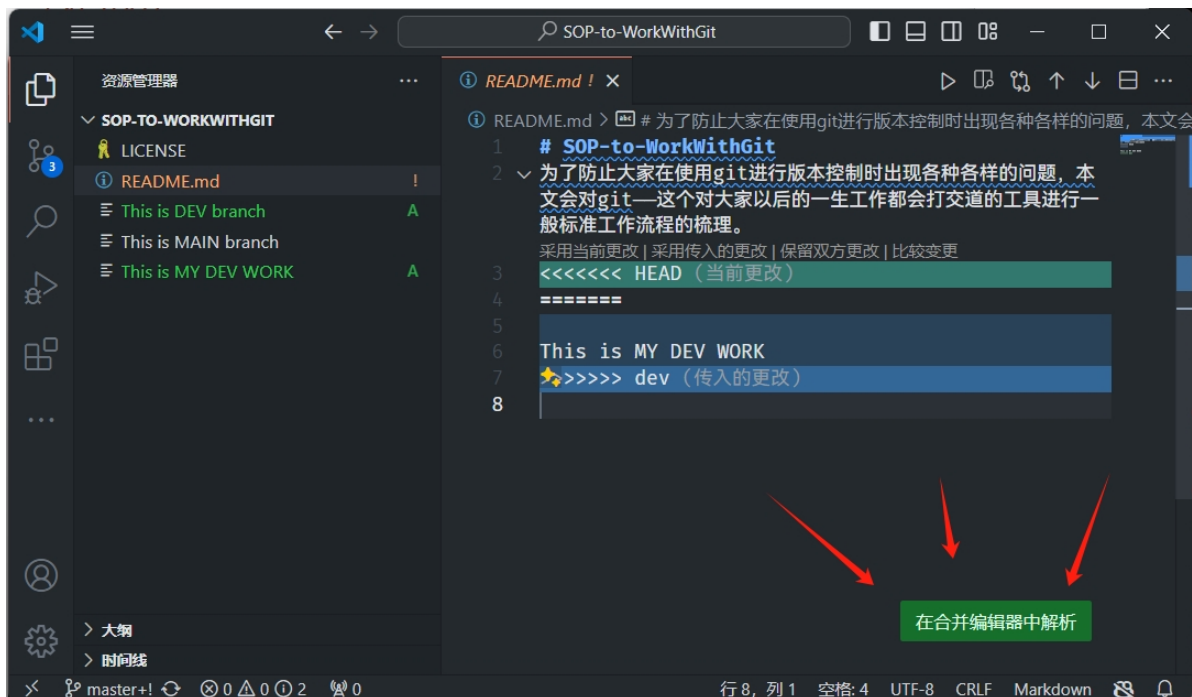 SOP-to-WorkWithGit
资源管理器
README.md !
SOP-TO-WORKWITHGIT
README.md > # 为了防止大家在使用git进行版本控制时出现各种各样的问题，本文会
LICENSE
README.md !
This is DEV branch A
This is MAIN branch
This is MY DEV WORK A
3
1 # SOP-to-WorkWithGit
2 为了防止大家在使用git进行版本控制时出现各种各样的问题，本
文会对git——这个对大家以后的一生工作都会打交道的工具进行一
般标准工作流程的梳理。
采用当前更改 | 采用传入的更改 | 保留双方更改 | 比较变更
3 <<<<<<< HEAD (当前更改)
4 =======
5
6 This is MY DEV WORK
7 >>>>>> dev (传入的更改)
8
在合并编辑器中解析
大纲
时间线
master+! 0 0 2 0
行 8，列 1 空格: 4 UTF-8 CRLF Markdown